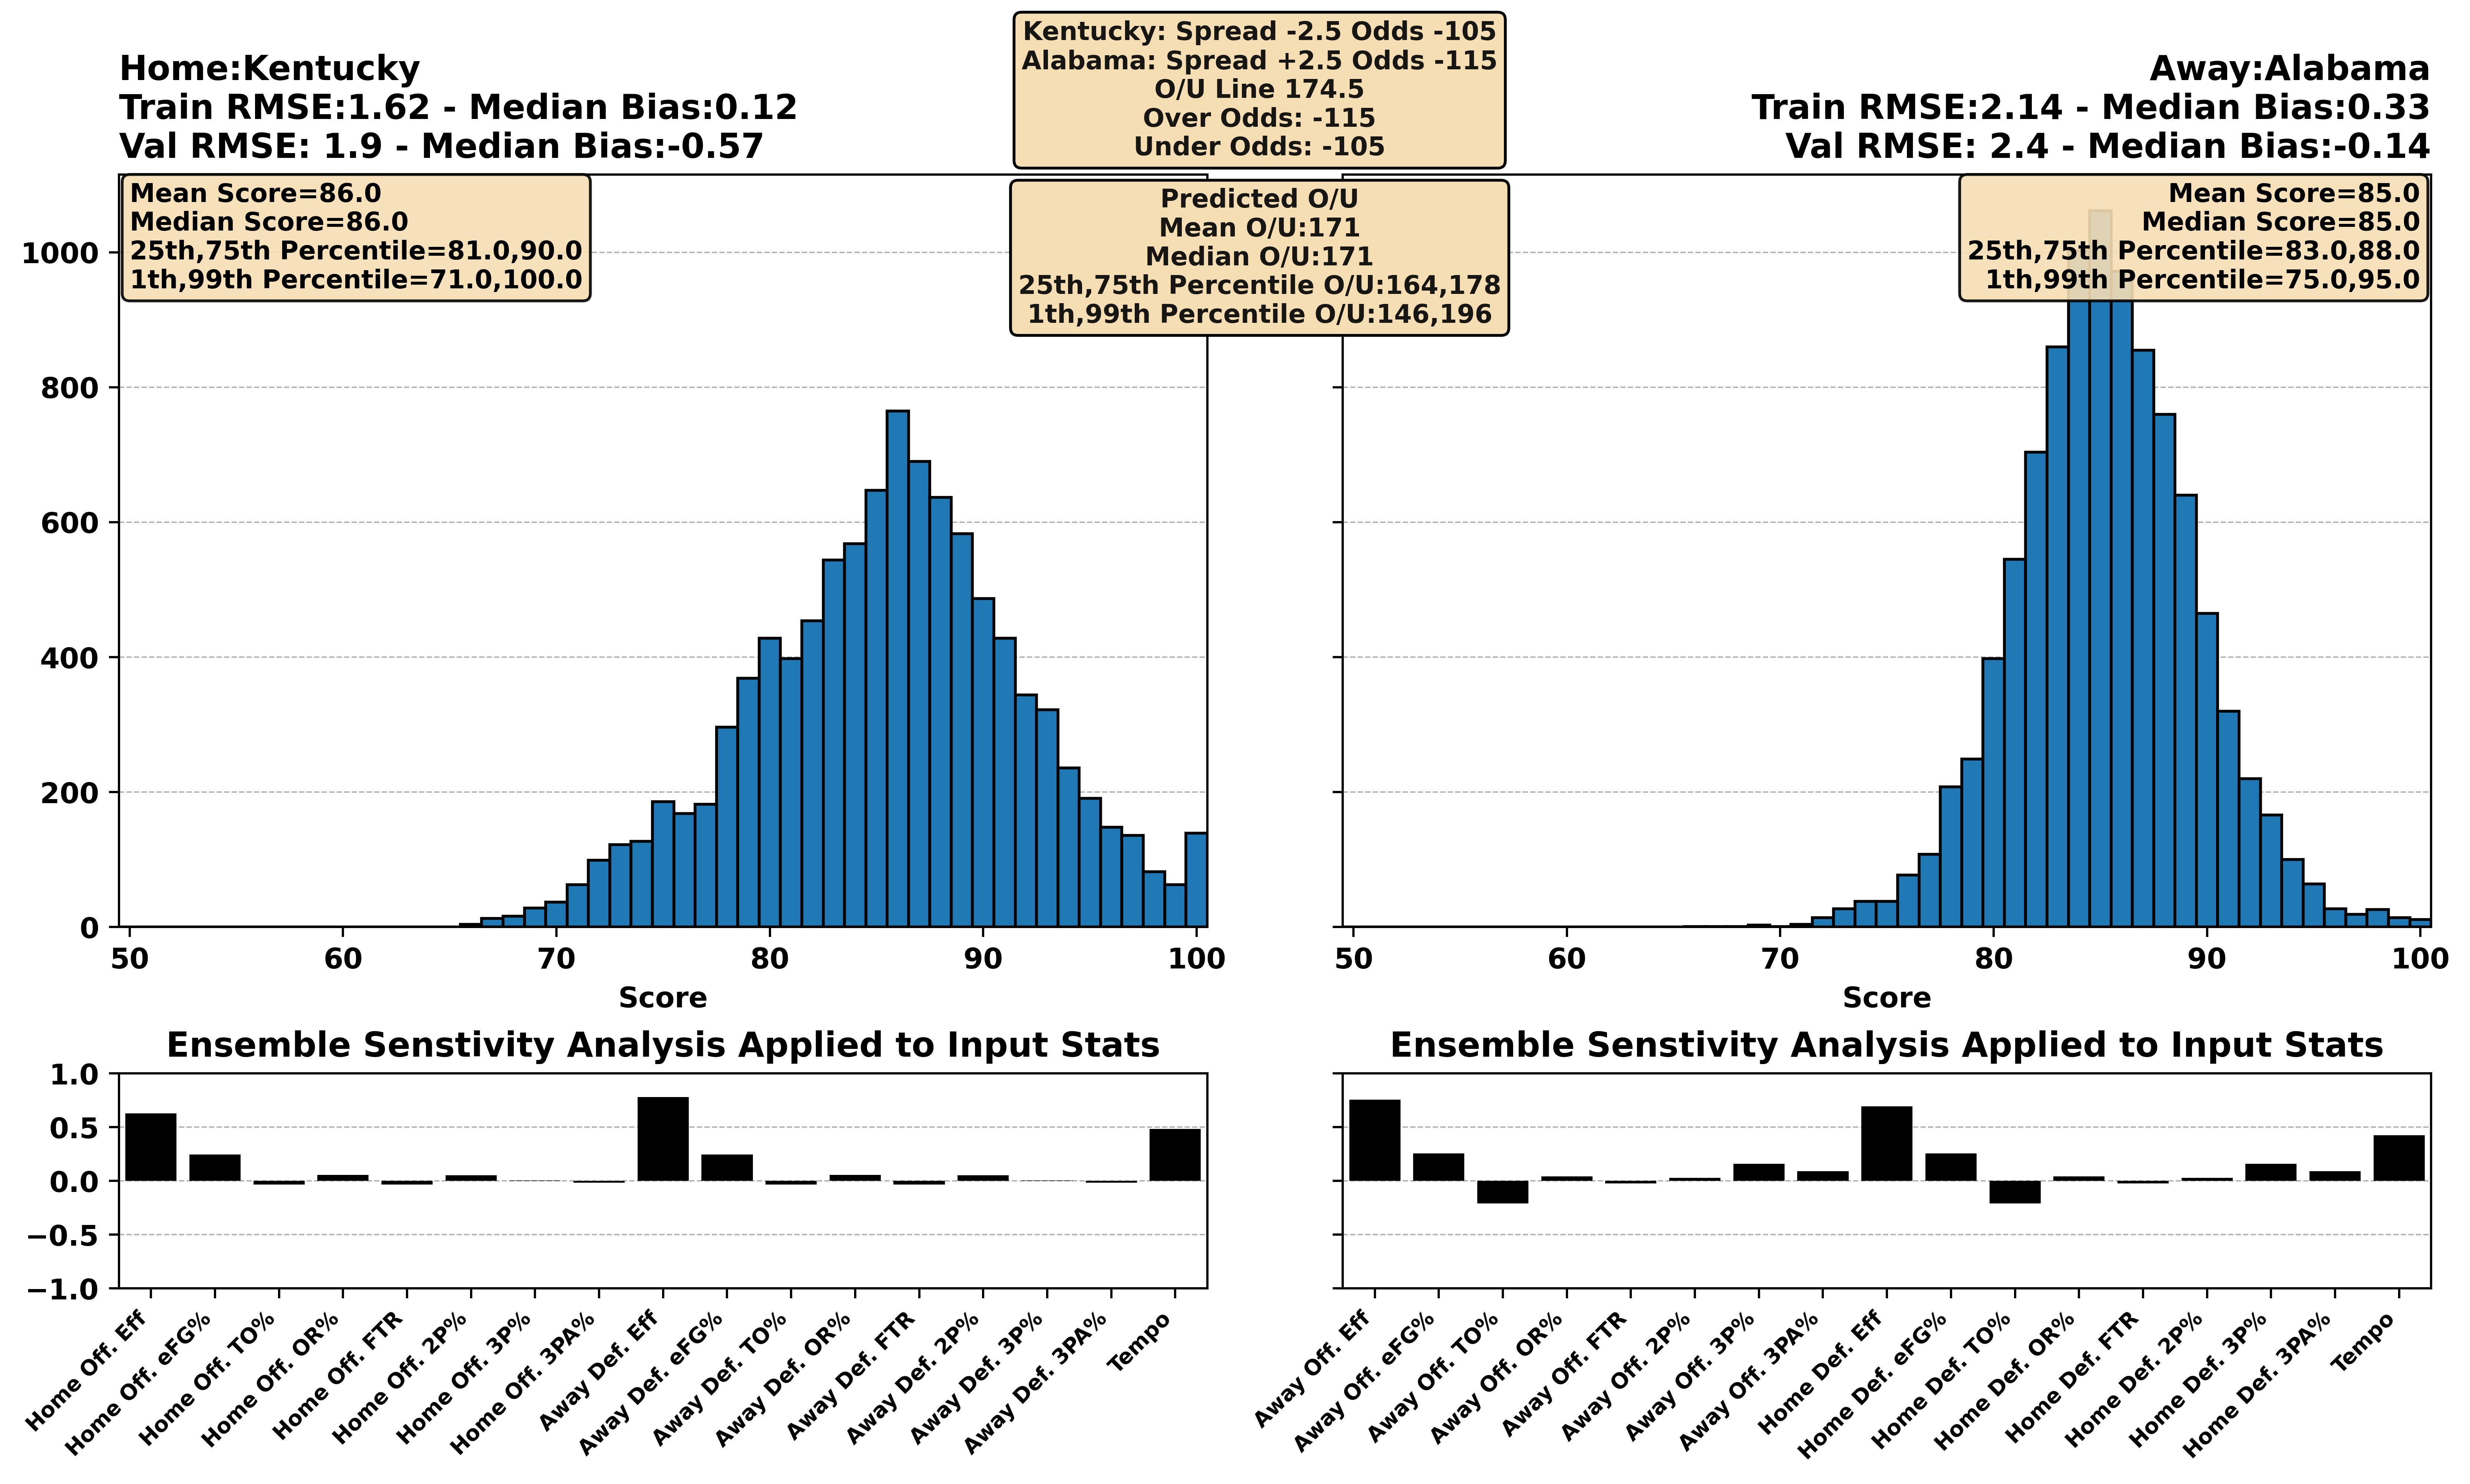 Kentucky: Spread -2.5 Odds -105
Alabama: Spread +2.5 Odds -115
O/U Line 174.5
Over Odds: -115
Under Odds: -105
Home:Kentucky
Train RMSE:1.62 - Median Bias:0.12
Val RMSE: 1.9 - Median Bias:-0.57
Away:Alabama
Train RMSE:2.14 - Median Bias:0.33
Val RMSE: 2.4 - Median Bias:-0.14
Mean Score=86.0
Median Score=86.0
25th,75th Percentile=81.0,90.0
1th,99th Percentile=71.0,100.0
Predicted O/U
Mean O/U:171
Median O/U:171
25th,75th Percentile O/U:164,178
1th,99th Percentile O/U:146,196
Mean Score=85.0
Median Score=85.0
25th,75th Percentile=83.0,88.0
1th,99th Percentile=75.0,95.0
1000
800
600
400
200
0
50 60 70 80 90 100
Score
50 60 70 80 90 100
Score
Ensemble Senstivity Analysis Applied to Input Stats
1.0
0.5
0.0
−0.5
−1.0
Home Off. Eff
Home Off. eFG%
Home Off. TO%
Home Off. OR%
Home Off. FTR
Home Off. 2P%
Home Off. 3P%
Home Off. 3PA%
Away Def. Eff
Away Def. eFG%
Away Def. TO%
Away Def. OR%
Away Def. FTR
Away Def. 2P%
Away Def. 3P%
Away Def. 3PA%
Tempo
Ensemble Senstivity Analysis Applied to Input Stats
Away Off. Eff
Away Off. eFG%
Away Off. TO%
Away Off. OR%
Away Off. FTR
Away Off. 2P%
Away Off. 3P%
Away Off. 3PA%
Home Def. Eff
Home Def. eFG%
Home Def. TO%
Home Def. OR%
Home Def. FTR
Home Def. 2P%
Home Def. 3P%
Home Def. 3PA%
Tempo